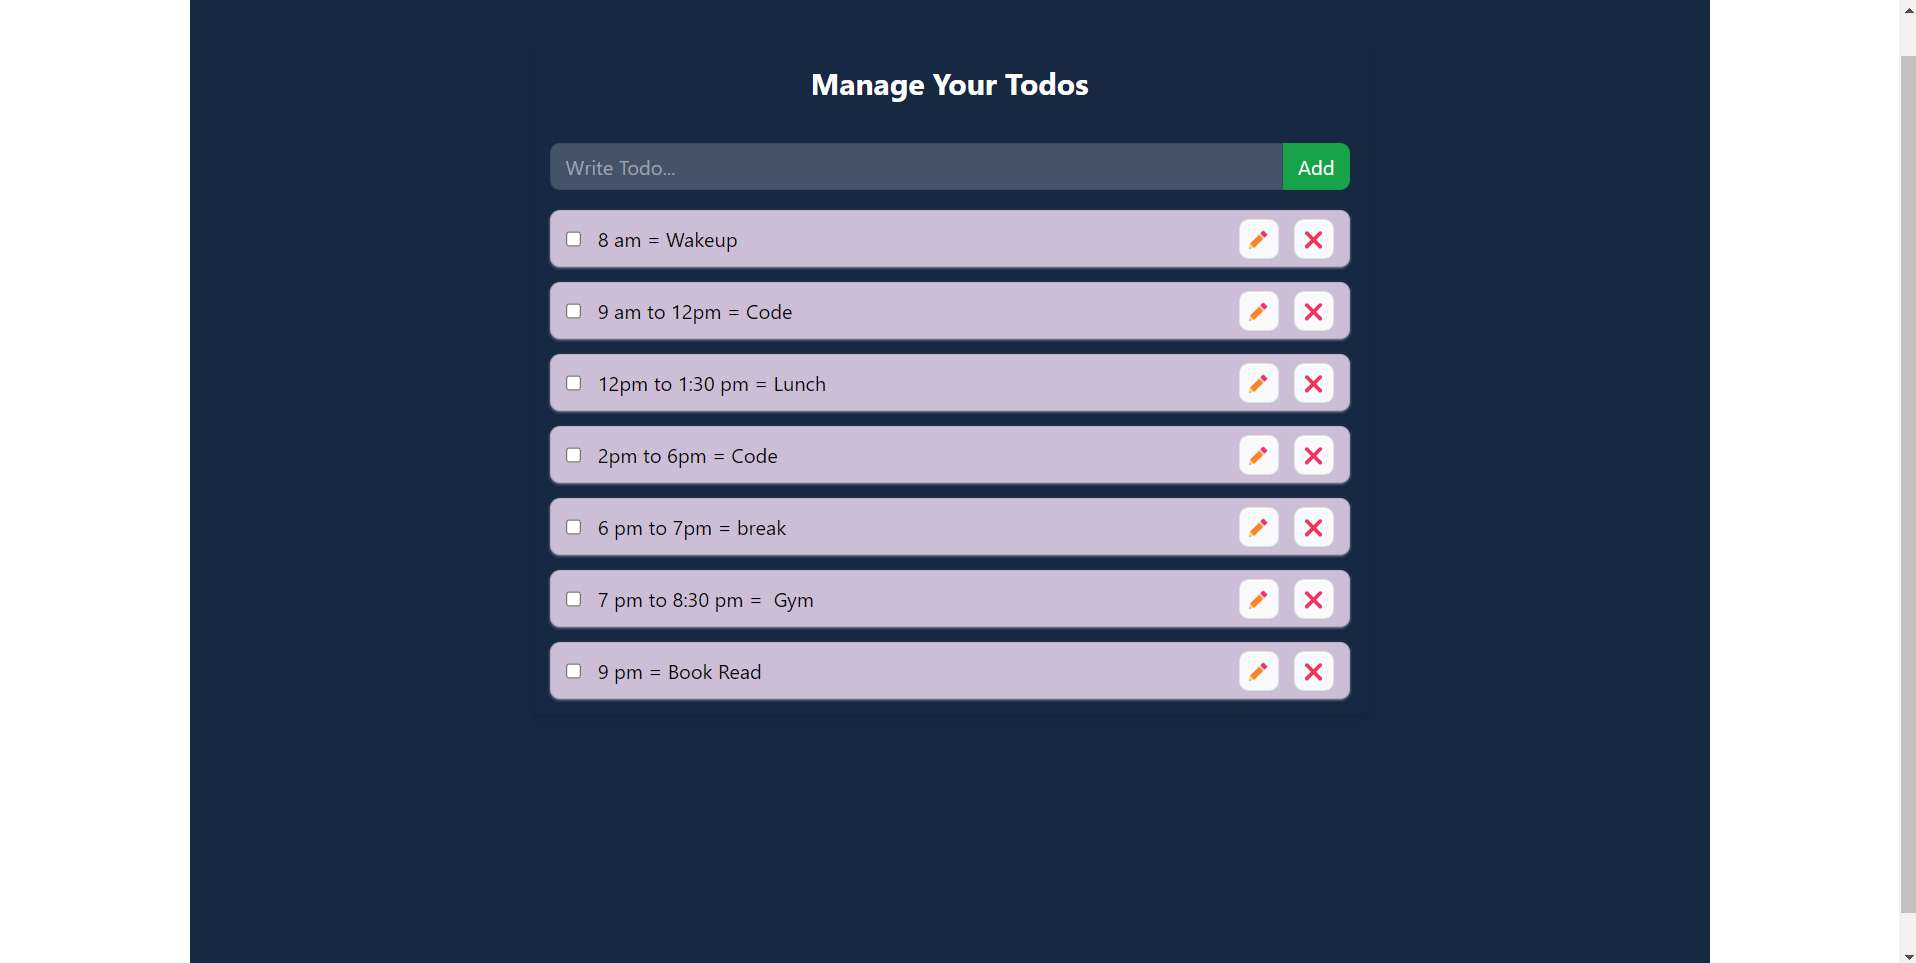 Manage Your Todos
Write Todo...
Add
8 am = Wakeup
9 am to 12pm = Code
12pm to 1:30 pm = Lunch
2pm to 6pm = Code
6 pm to 7pm = break
7 pm to 8:30 pm =  Gym
9 pm = Book Read